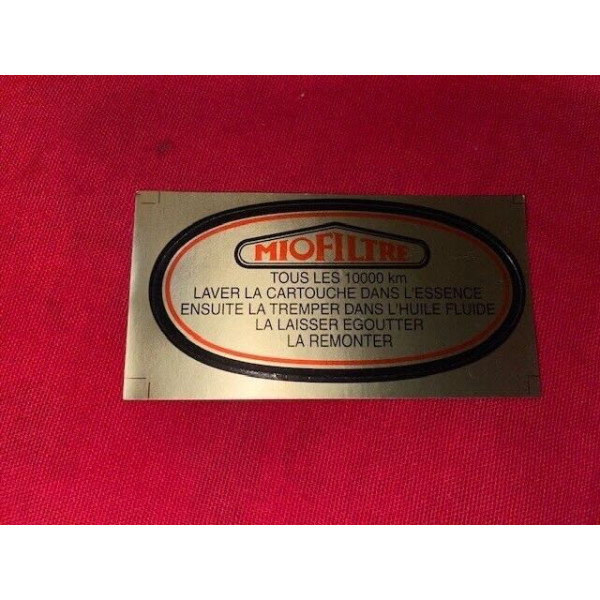 MIOFILTRE
TOUS LES 10000 km
LAVER LA CARTOUCHE DANS L'ESSENCE
ENSUITE LA TREMPER DANS L'HUILE FLUIDE
LA LAISSER EGOUTTER
LA REMONTER